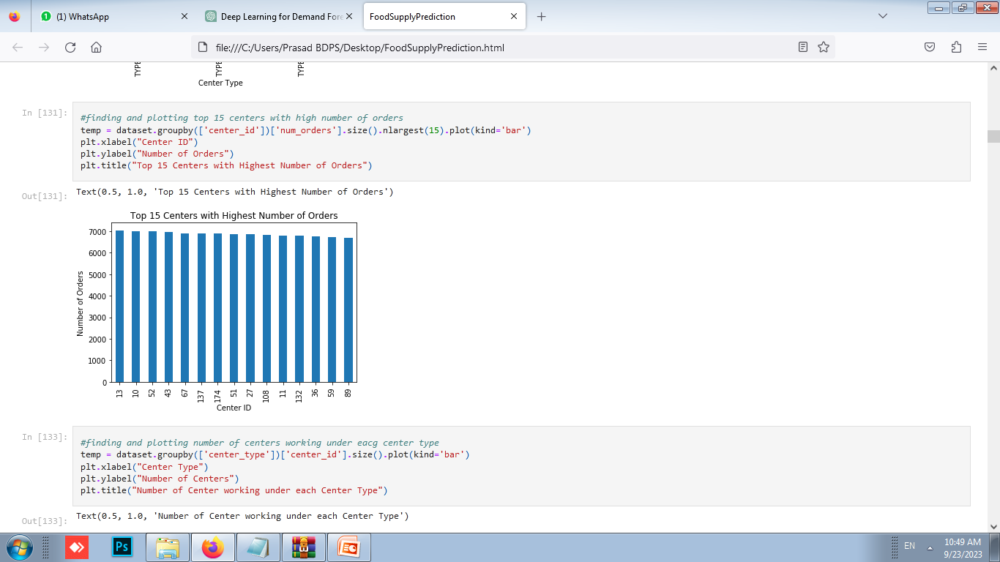 1 (1) WhatsApp
Deep Learning for Demand Fore
FoodSupplyPrediction
file:///C:/Users/Prasad BDPS/Desktop/FoodSupplyPrediction.html
TYPE TYPE TYPE
Center Type
In [131]:
#finding and plotting top 15 centers with high number of orders
temp = dataset.groupby(['center_id'])['num_orders'].size().nlargest(15).plot(kind='bar')
plt.xlabel("Center ID")
plt.ylabel("Number of Orders")
plt.title("Top 15 Centers with Highest Number of Orders")
Out[131]:
Text(0.5, 1.0, 'Top 15 Centers with Highest Number of Orders')
Top 15 Centers with Highest Number of Orders
Number of Orders
7000
6000
5000
4000
3000
2000
1000
0
13 10 52 43 67 137 174 51 27 108 11 132 36 59 89
Center ID
In [133]:
#finding and plotting number of centers working under eacg center type
temp = dataset.groupby(['center_type'])['center_id'].size().plot(kind='bar')
plt.xlabel("Center Type")
plt.ylabel("Number of Centers")
plt.title("Number of Center working under each Center Type")
Out[133]:
Text(0.5, 1.0, 'Number of Center working under each Center Type')
Ps
EN
10:49 AM
9/23/2023